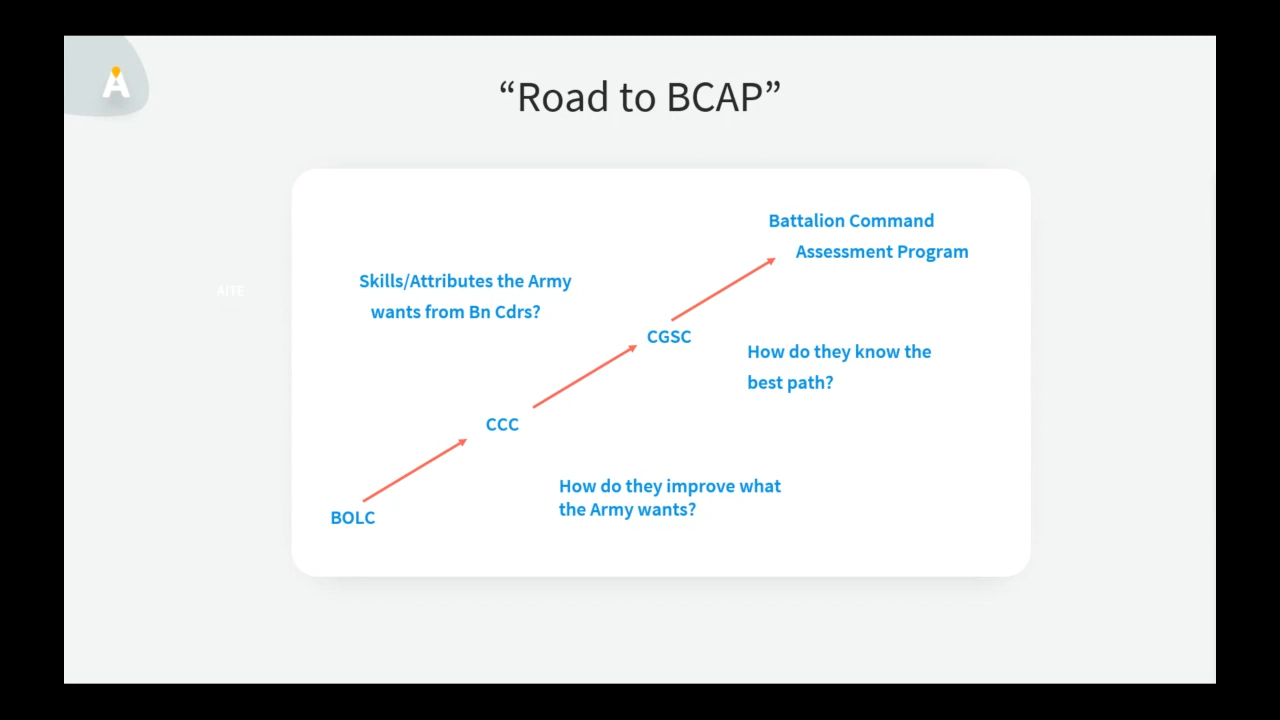 A
“Road to BCAP”
Battalion Command
Assessment Program
Skills/Attributes the Army
wants from Bn Cdrs?
AITE
CGSC
How do they know the
best path?
CCC
How do they improve what
the Army wants?
BOLC